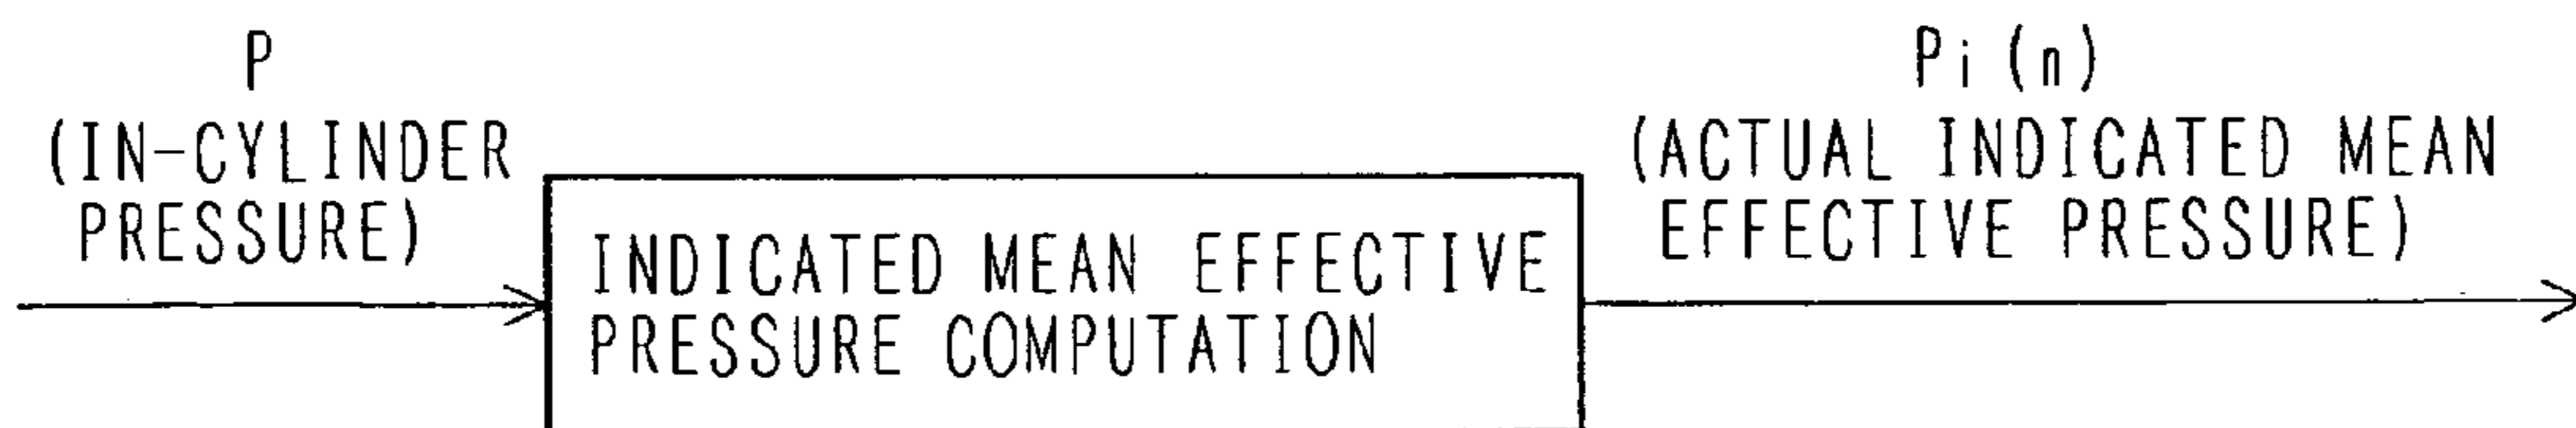 P
(IN-CYLINDER
PRESSURE)
INDICATED MEAN EFFECTIVE
PRESSURE COMPUTATION
Pi(n)
(ACTUAL INDICATED MEAN
EFFECTIVE PRESSURE)